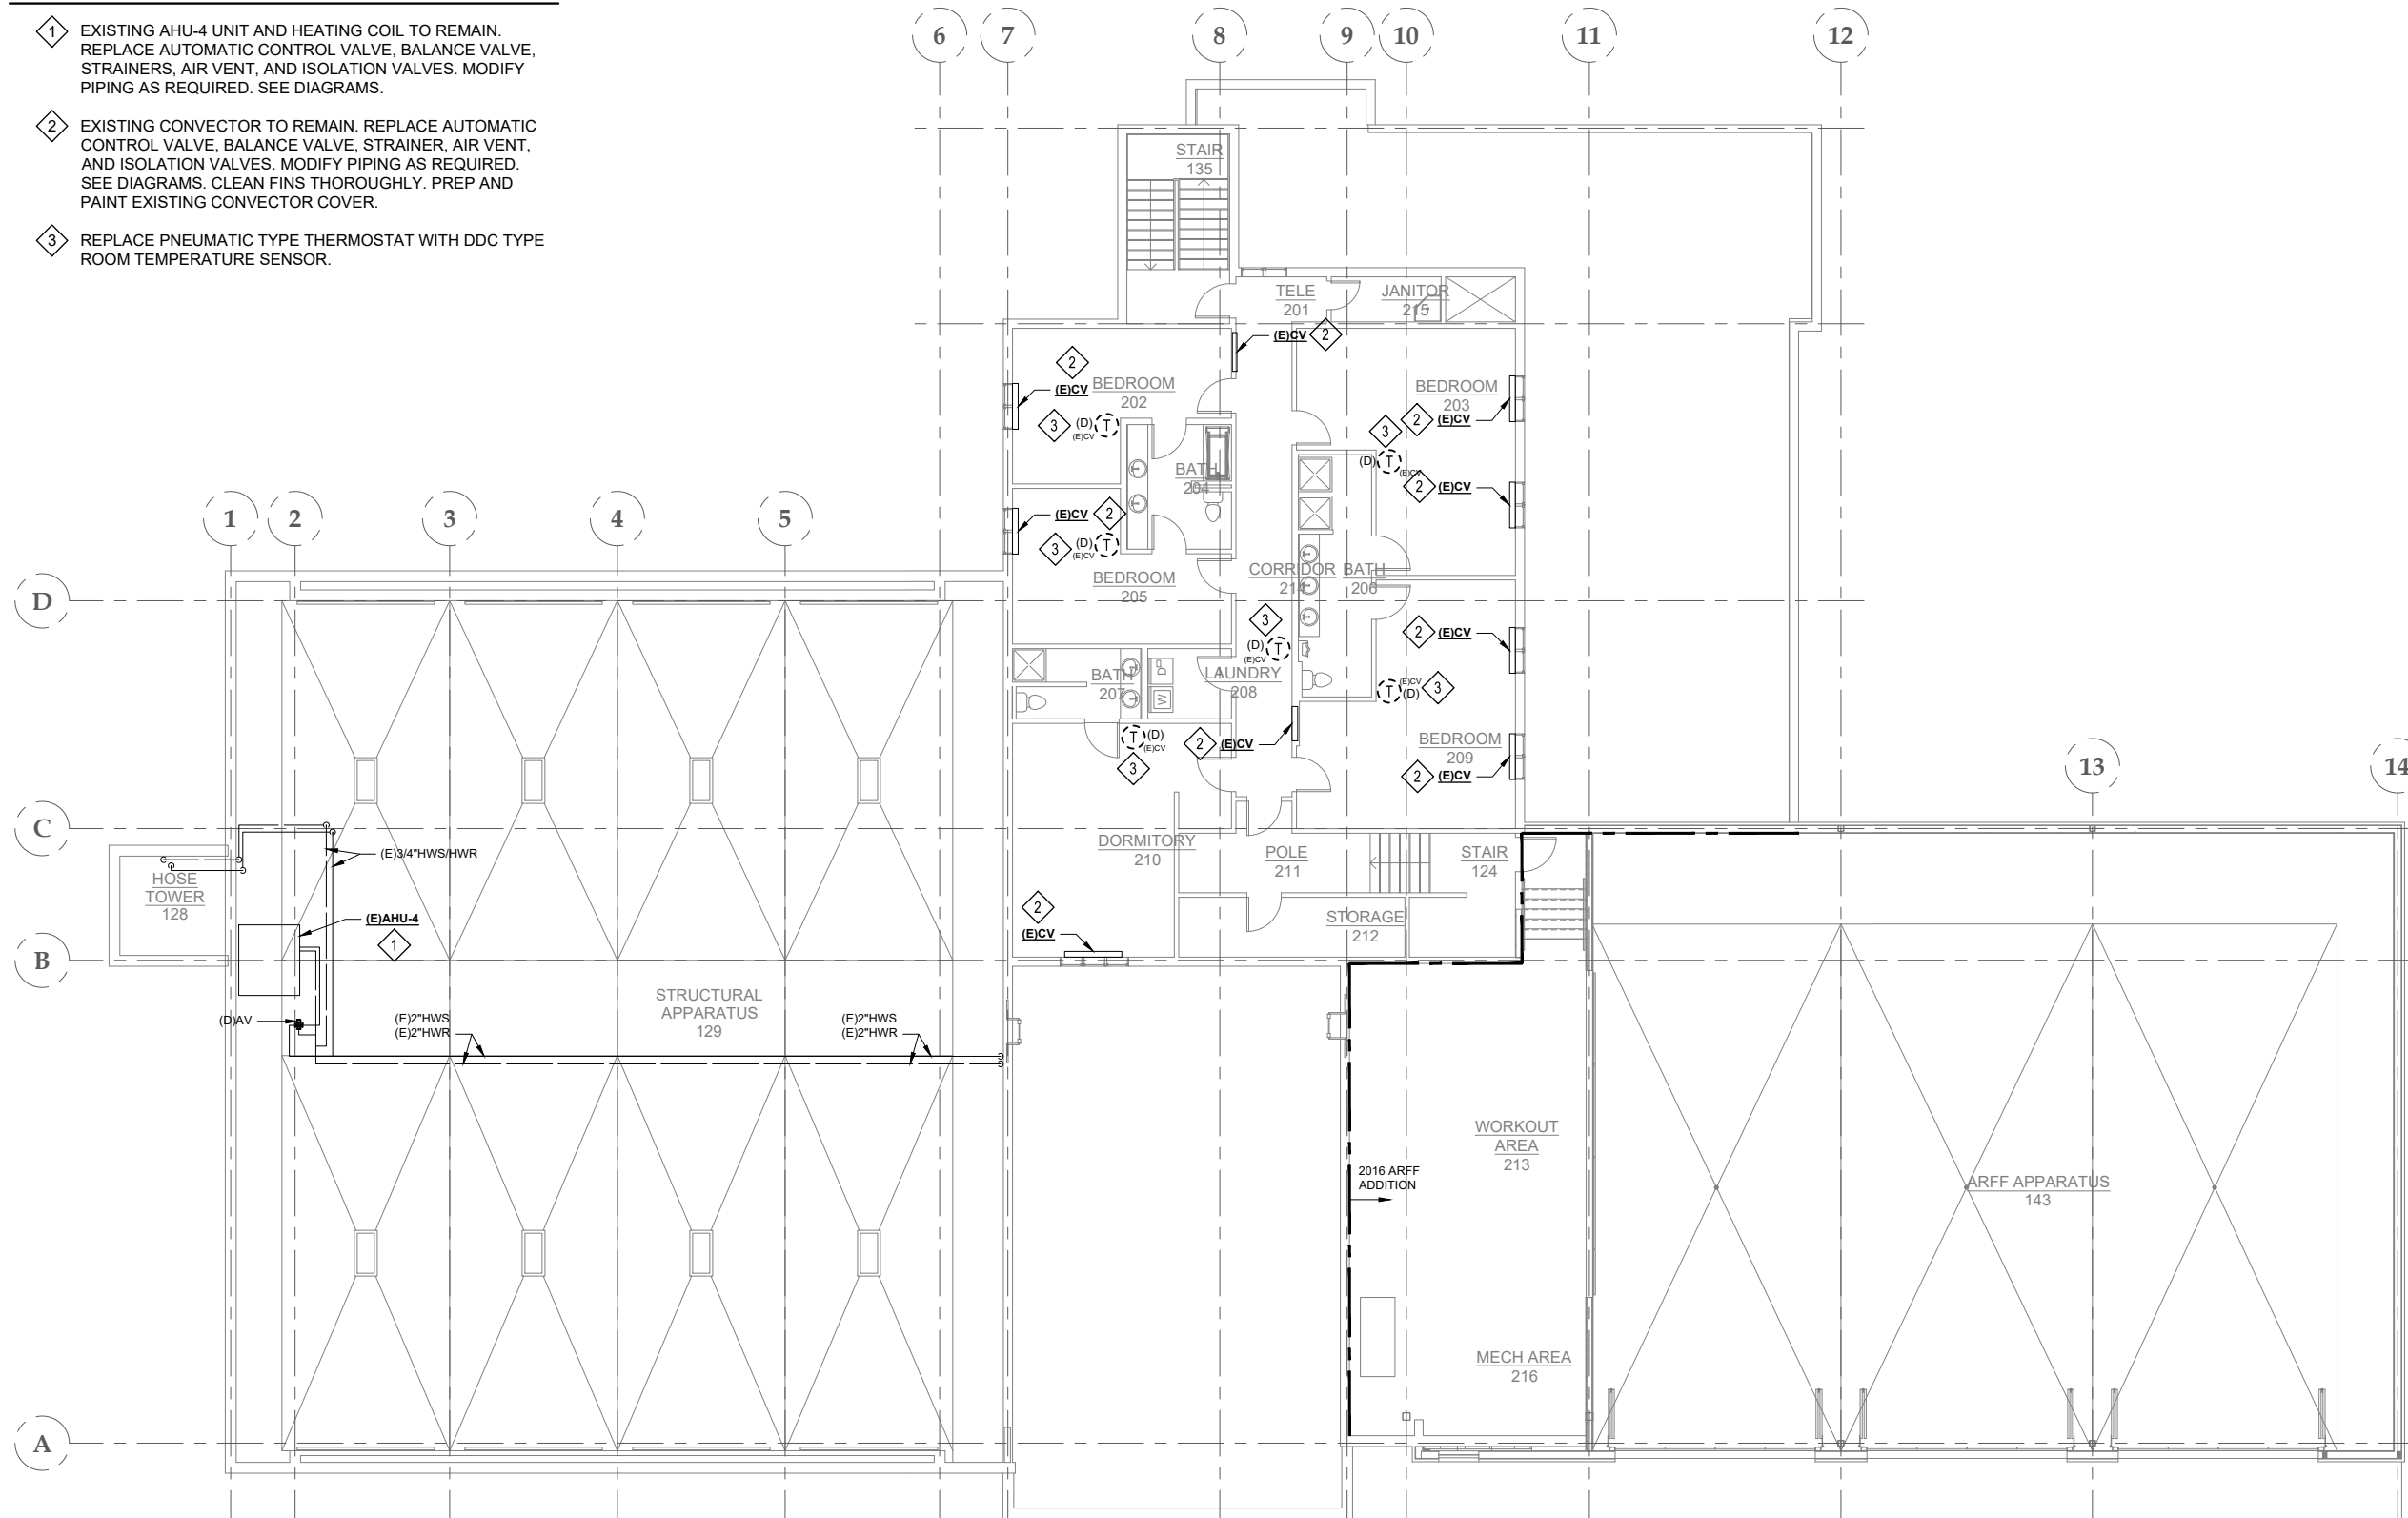 1 EXISTING AHU-4 UNIT AND HEATING COIL TO REMAIN.
REPLACE AUTOMATIC CONTROL VALVE, BALANCE VALVE,
STRAINERS, AIR VENT, AND ISOLATION VALVES. MODIFY
PIPING AS REQUIRED. SEE DIAGRAMS.
2 EXISTING CONVECTOR TO REMAIN. REPLACE AUTOMATIC
CONTROL VALVE, BALANCE VALVE, STRAINER, AIR VENT,
AND ISOLATION VALVES. MODIFY PIPING AS REQUIRED.
SEE DIAGRAMS. CLEAN FINS THOROUGHLY. PREP AND
PAINT EXISTING CONVECTOR COVER.
3 REPLACE PNEUMATIC TYPE THERMOSTAT WITH DDC TYPE
ROOM TEMPERATURE SENSOR.
6 7 8 9 10 11 12
STAIR
135
TELE
201
JANITOR
215
(E)CV 2
2
(E)CV
BEDROOM
202
3 (D) T
(E)CV
BEDROOM
203
2 (E)CV
3
(D) T
(E)CV
2 (E)CV
BATH
204
1 2 3 4 5
(E)CV 2
3 (D) T
(E)CV
BEDROOM
205
CORRIDOR
214
BATH
206
D
3
(D) T
(E)CV
2 (E)CV
BATH
207
D
W
LAUNDRY
208
T (E)CV
(D) 3
T (D)
(E)CV
3
2 (E)CV
BEDROOM
209
2 (E)CV
13 14
C
(E)3/4"HWS/HWR
HOSE
TOWER
128
DORMITORY
210
POLE
211
STAIR
124
(E)AHU-4
1
2
(E)CV
STORAGE
212
B
STRUCTURAL
APPARATUS
129
(D)AV
(E)2"HWS
(E)2"HWR
(E)2"HWS
(E)2"HWR
WORKOUT
AREA
213
2016 ARFF
ADDITION
ARFF APPARATUS
143
MECH AREA
216
A